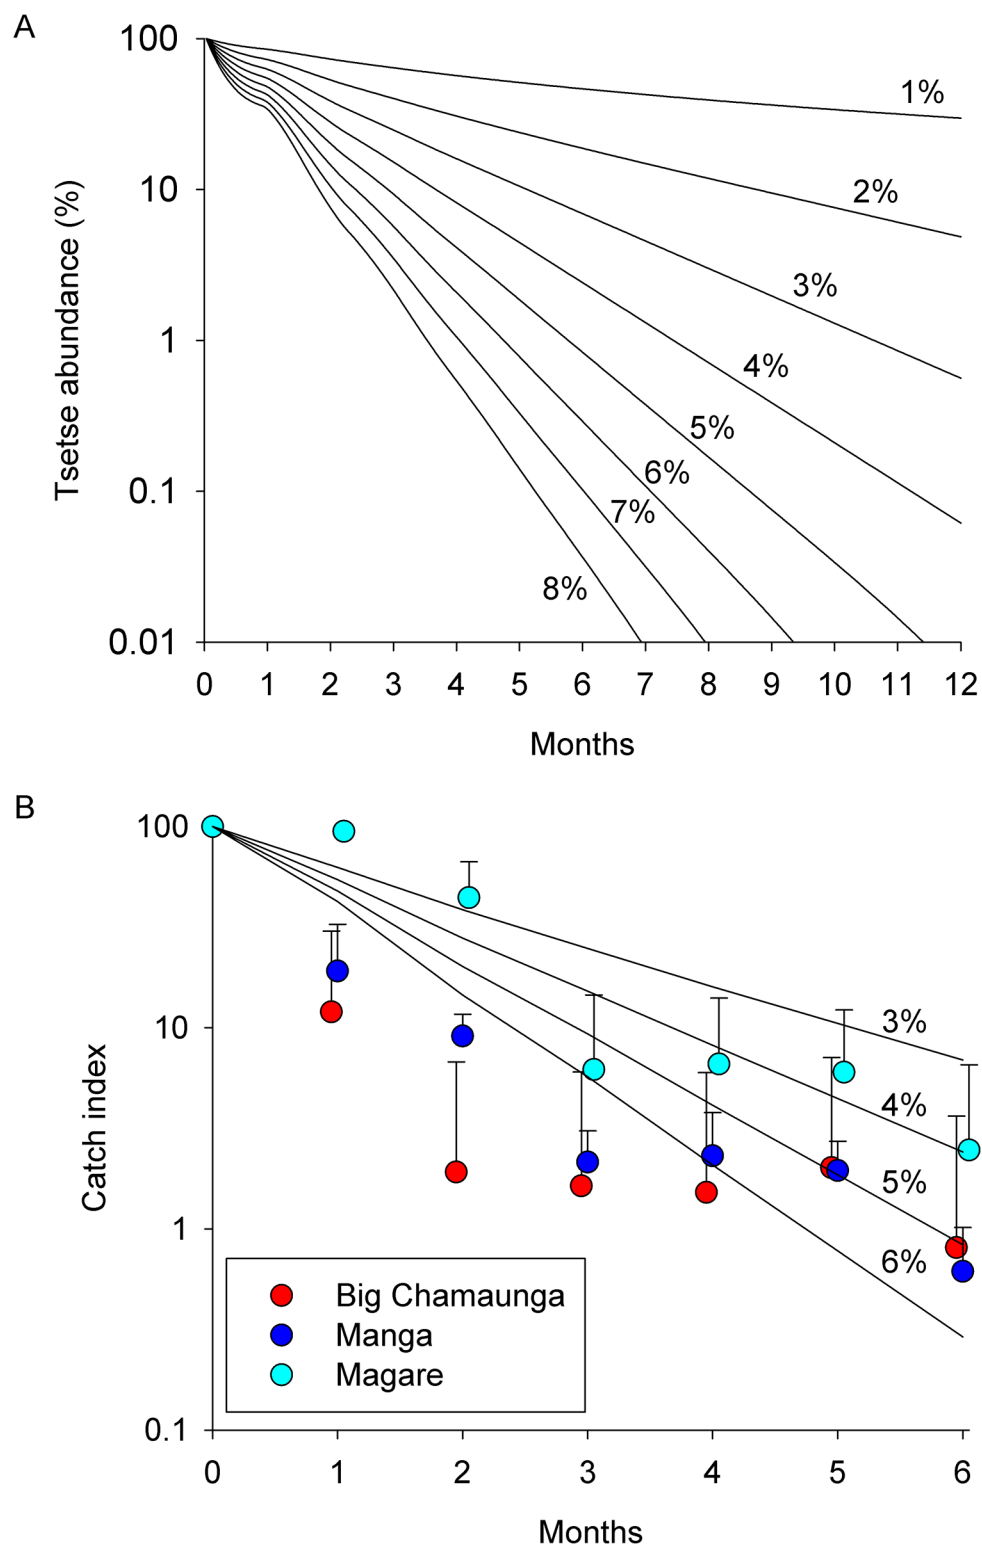 A
100
10
1
0.1
0.01
Tsetse abundance (%)
1%
2%
3%
4%
5%
6%
7%
8%
0 1 2 3 4 5 6 7 8 9 10 11 12
Months
B
100
10
1
0.1
Catch index
3%
4%
5%
6%
Big Chamaunga
Manga
Magare
0 1 2 3 4 5 6
Months